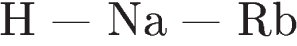 H — Na — Rb